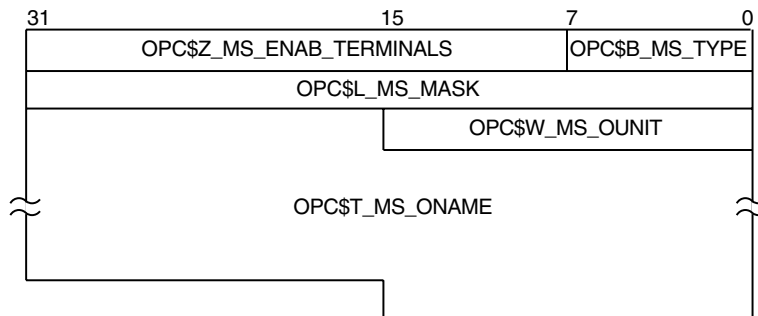 31 15 7 0
OPC$Z_MS_ENAB_TERMINALS OPC$B_MS_TYPE
OPC$L_MS_MASK
OPC$W_MS_OUNIT
OPC$T_MS_ONAME